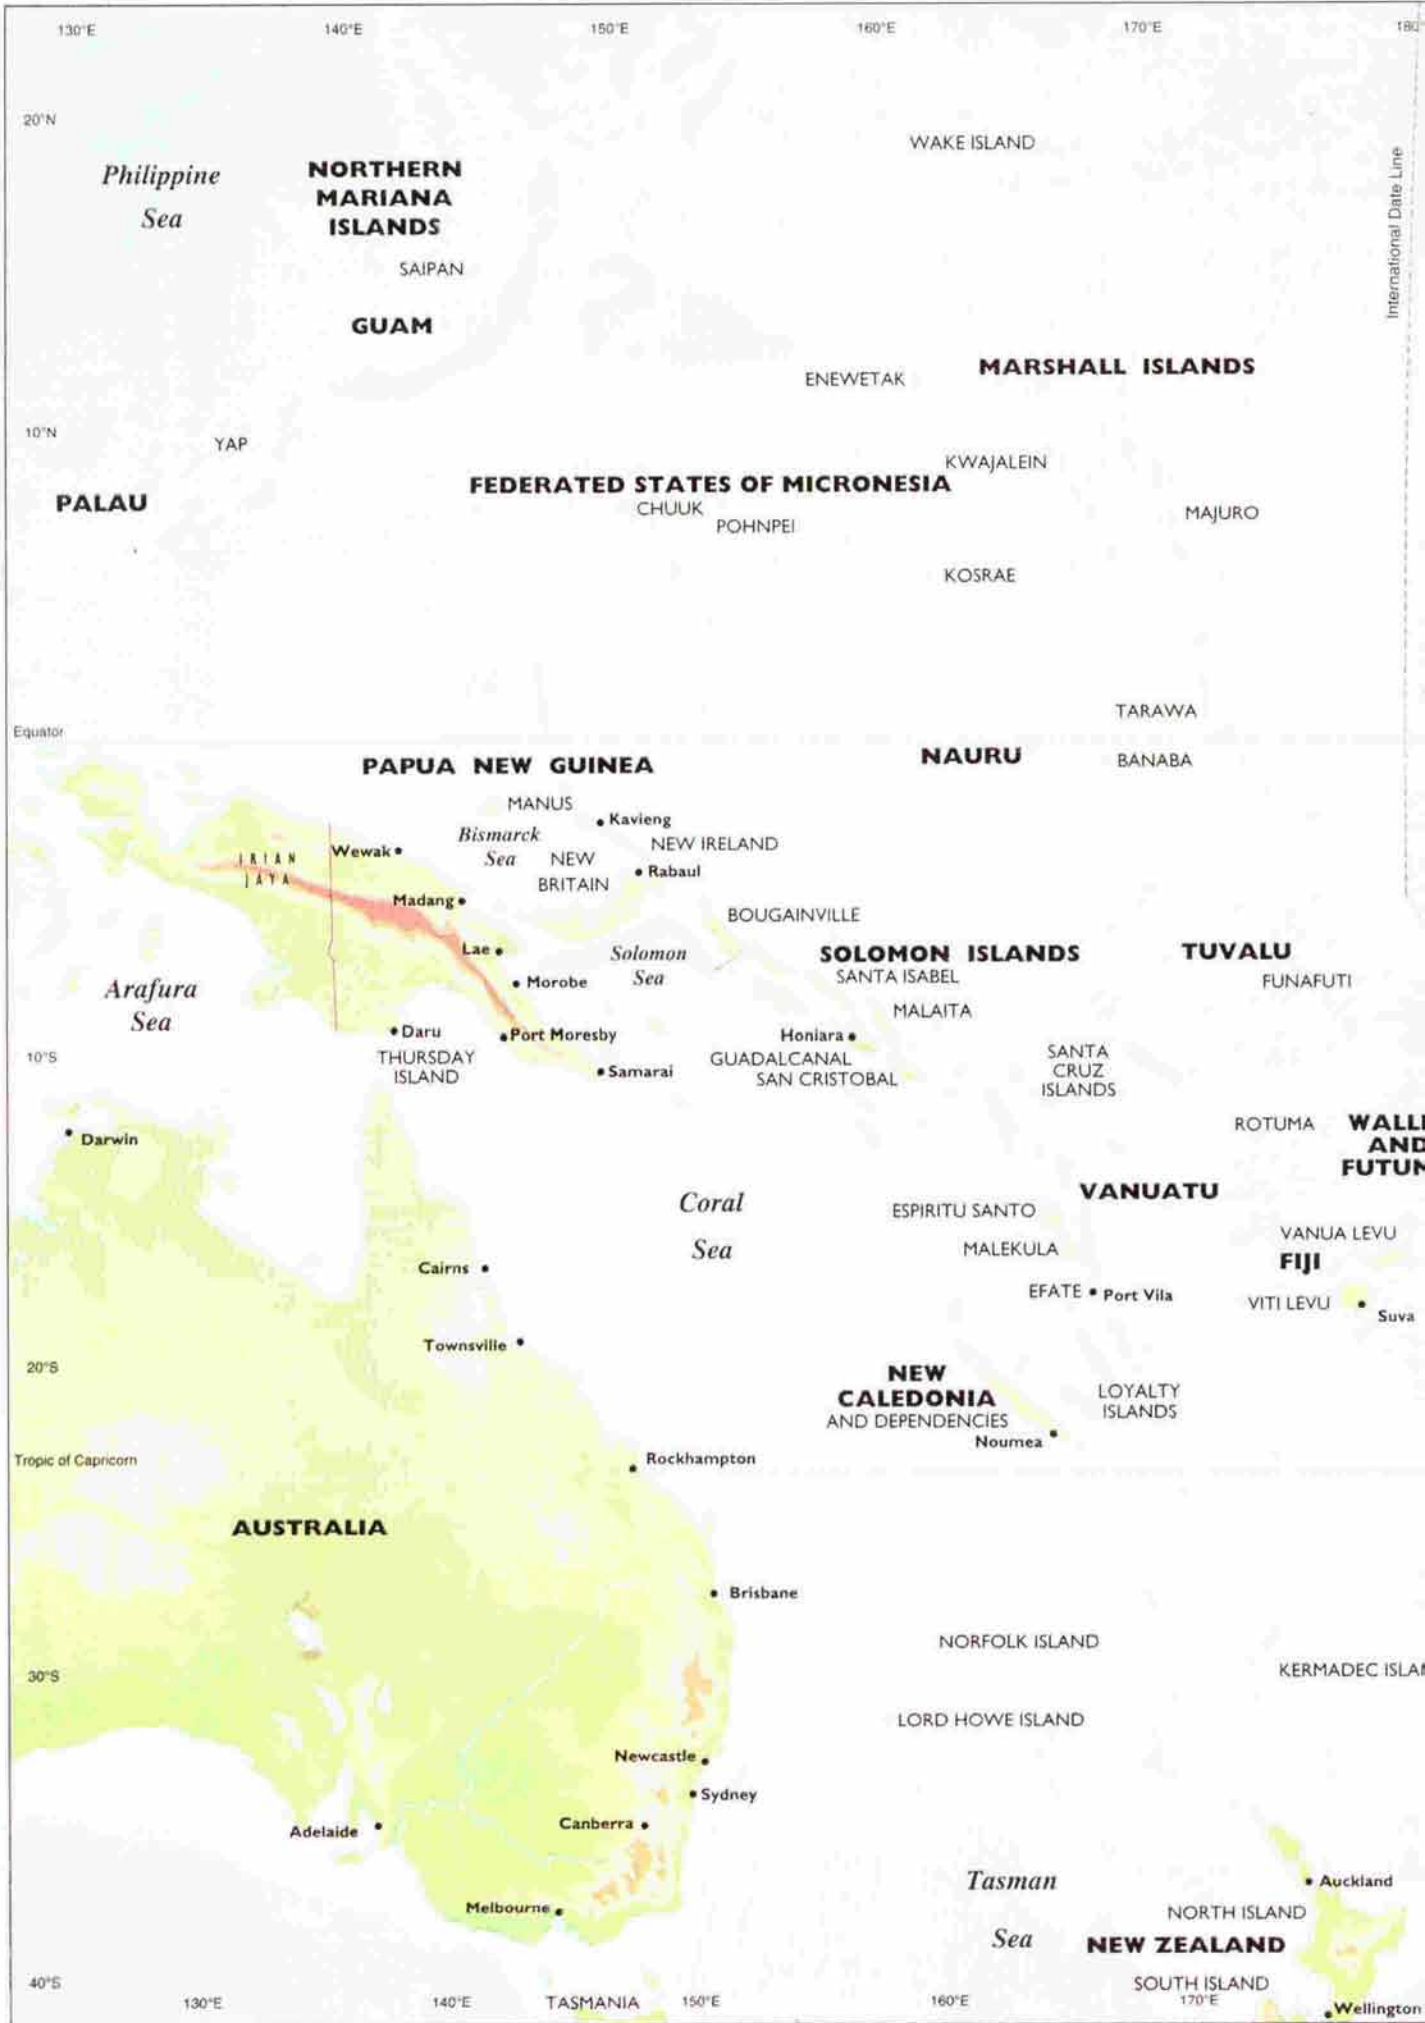 130°E 140°E 150°E 160°E 170°E 180
20°N
WAKE ISLAND
International Date Line
Philippine
Sea
NORTHERN
MARIANA
ISLANDS
SAIPAN
GUAM
MARSHALL ISLANDS
ENEWETAK
10°N
YAP
KWAJALEIN
FEDERATED STATES OF MICRONESIA
PALAU
CHUUK
MAJURO
POHNPEI
KOSRAE
TARAWA
Equator
NAURU
BANABA
PAPUA NEW GUINEA
MANUS
Kavieng
Bismarck
Sea
NEW IRELAND
Wewak
IRIAN
JAYA
NEW
BRITAIN
Rabaul
Madang
BOUGAINVILLE
Lae
Solomon
Sea
SOLOMON ISLANDS
TUVALU
SANTA ISABEL
FUNAFUTI
Morobe
Arafura
Sea
MALAITA
Daru
Port Moresby
Honiara
10°S
THURSDAY
ISLAND
GUADALCANAL
SANTA
CRUZ
ISLANDS
Samarai
SAN CRISTOBAL
ROTUMA
WALLI
AND
FUTUN
Darwin
VANUATU
Coral
Sea
ESPIRITU SANTO
VANUA LEVU
MALEKULA
FIJI
Cairns
EFATE
Port Vila
VITI LEVU
Suva
Townsville
20°S
NEW
CALEDONIA
AND DEPENDENCIES
LOYALTY
ISLANDS
Noumea
Tropic of Capricorn
Rockhampton
AUSTRALIA
Brisbane
NORFOLK ISLAND
30°S
KERMADEC ISLAN
LORD HOWE ISLAND
Newcastle
Sydney
Adelaide
Canberra
Tasman
Sea
Auckland
Melbourne
NORTH ISLAND
NEW ZEALAND
40°S
SOUTH ISLAND
130°E 140°E TASMANIA 150°E 160°E 170°E
Wellington